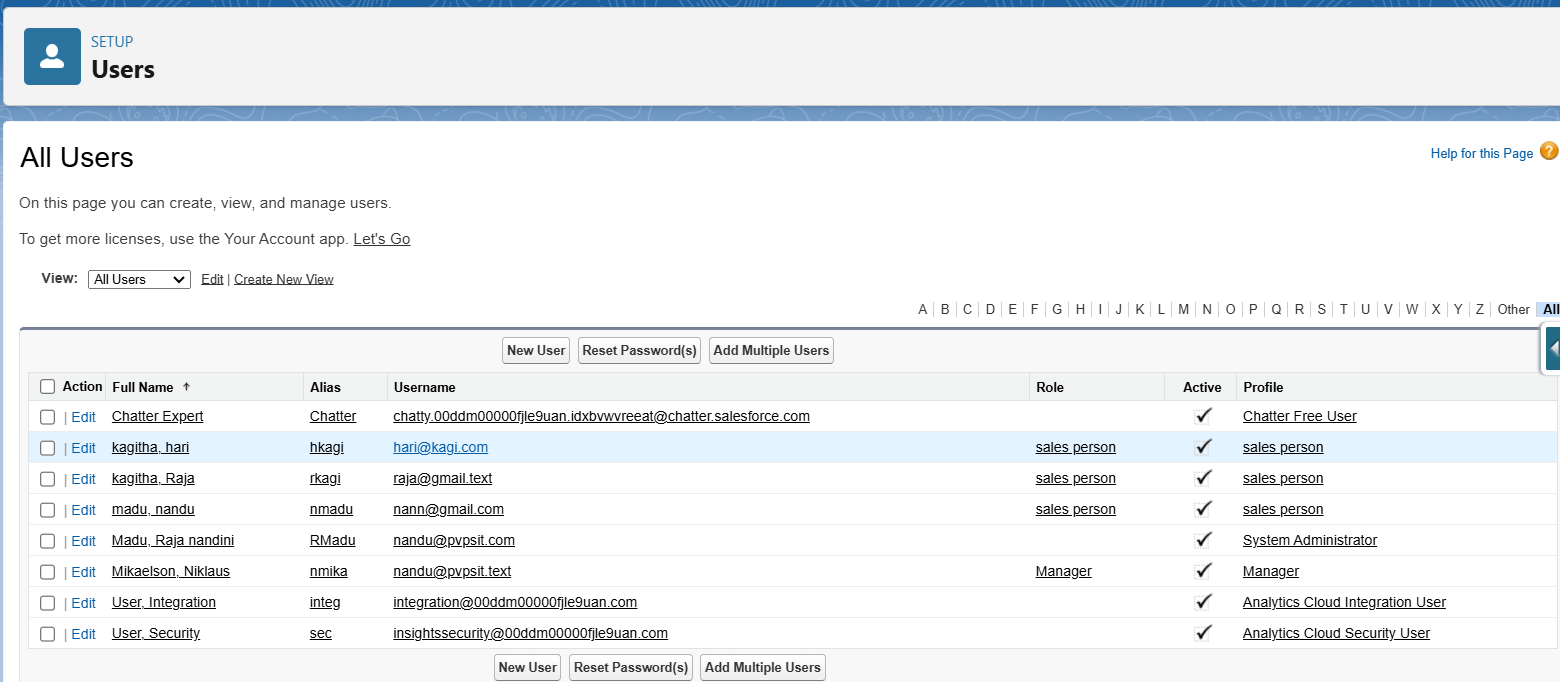 SETUP
Users
All Users
Help for this Page ?
On this page you can create, view, and manage users.
To get more licenses, use the Your Account app. Let's Go
View: All Users Edit | Create New View
A B C D E F G H I J K L M N O P Q R S T U V W X Y Z Other All
New User Reset Password(s) Add Multiple Users
Action Full Name ↑ Alias Username Role Active Profile
| Edit Chatter Expert Chatter chatty.00ddm00000fjle9uan.idxbvwvreeat@chatter.salesforce.com Chatter Free User
| Edit kagitha, hari hkagi hari@kagi.com sales person sales person
| Edit kagitha, Raja rkagi raja@gmail.text sales person sales person
| Edit madu, nandu nmadu nann@gmail.com sales person sales person
| Edit Madu, Raja nandini RMadu nandu@pvpsit.com System Administrator
| Edit Mikaelson, Niklaus nmika nandu@pvpsit.text Manager Manager
| Edit User, Integration integ integration@00ddm00000fjle9uan.com Analytics Cloud Integration User
| Edit User, Security sec insightssecurity@00ddm00000fjle9uan.com Analytics Cloud Security User
New User Reset Password(s) Add Multiple Users